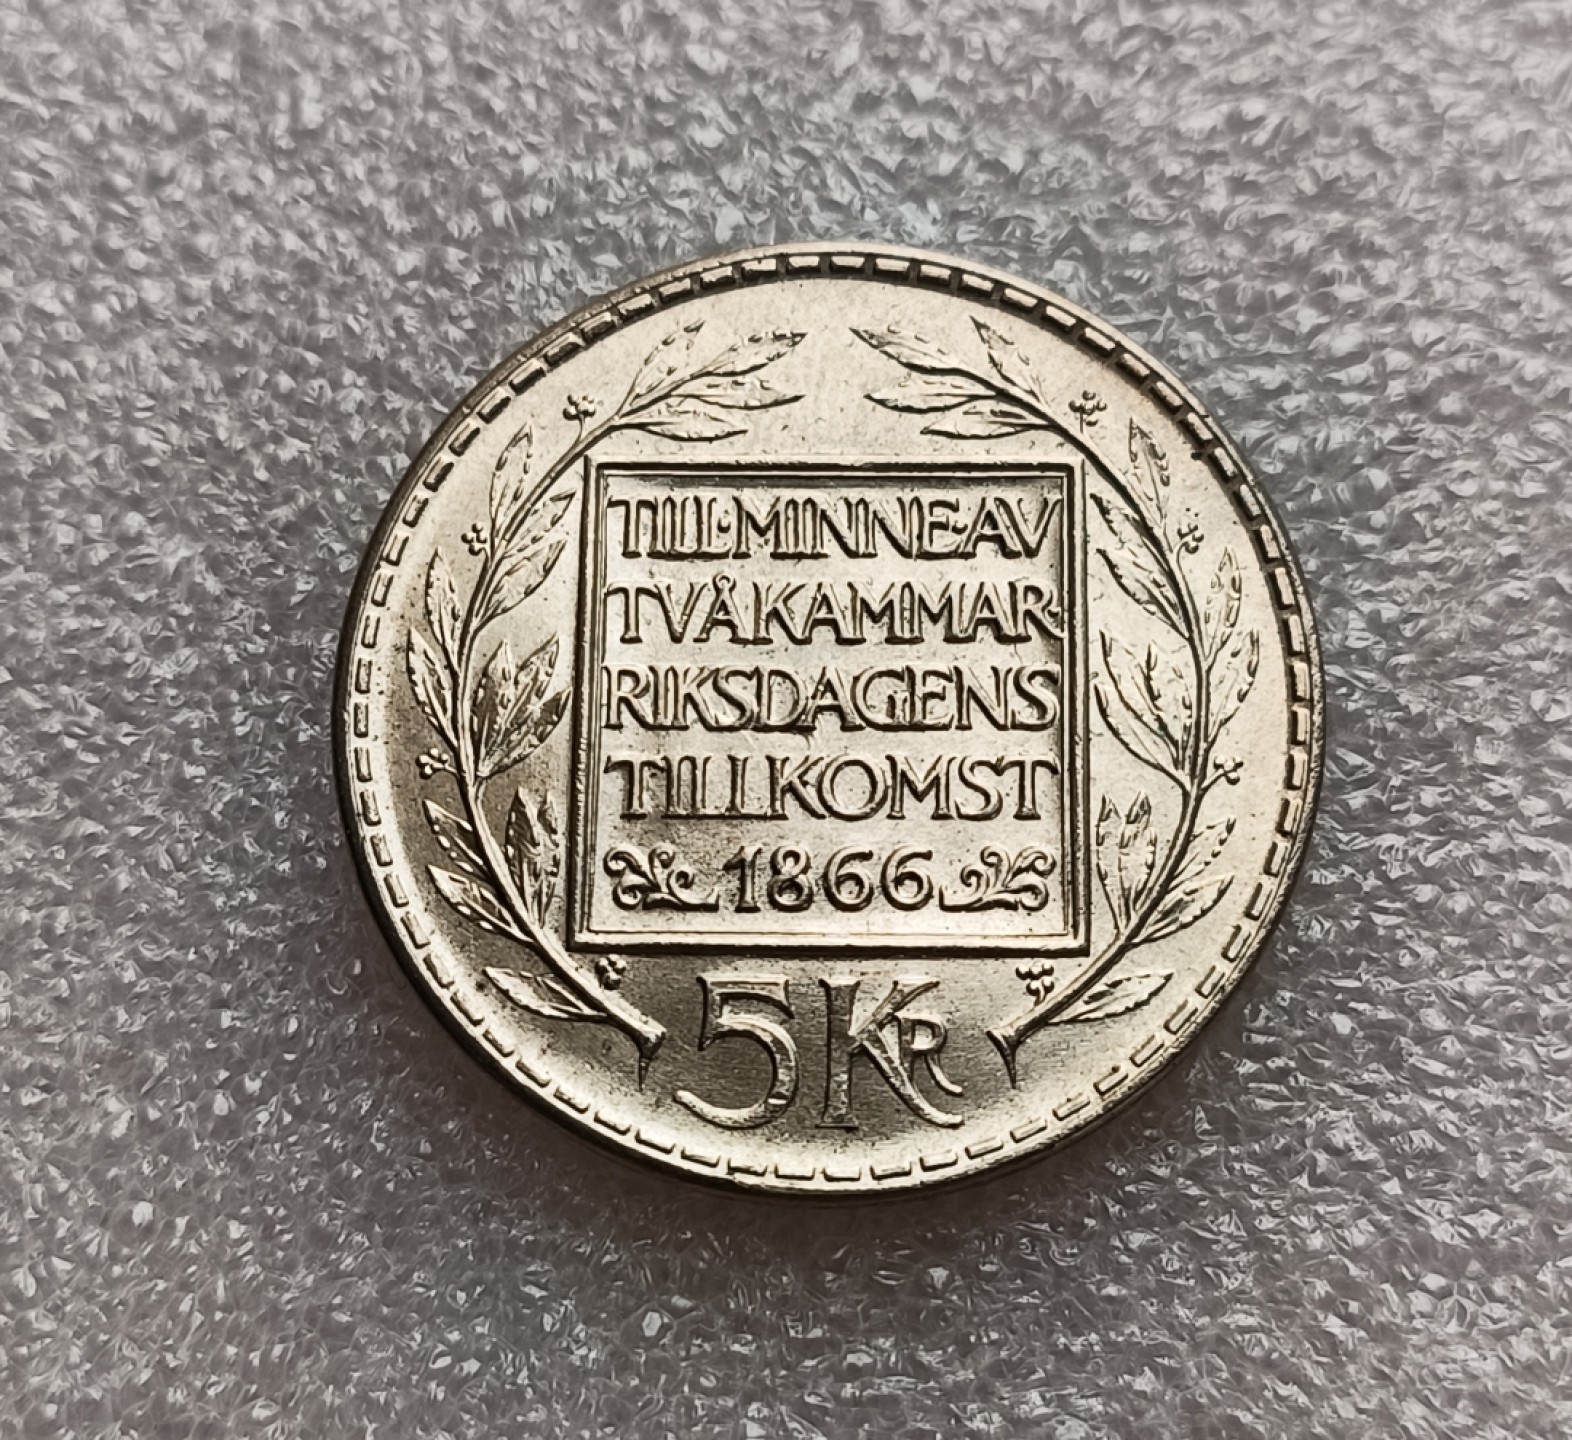 TILL·MINNE·AV
TVÅKAMMAR·
RIKSDAGENS
TILLKOMST
1866
5 KR